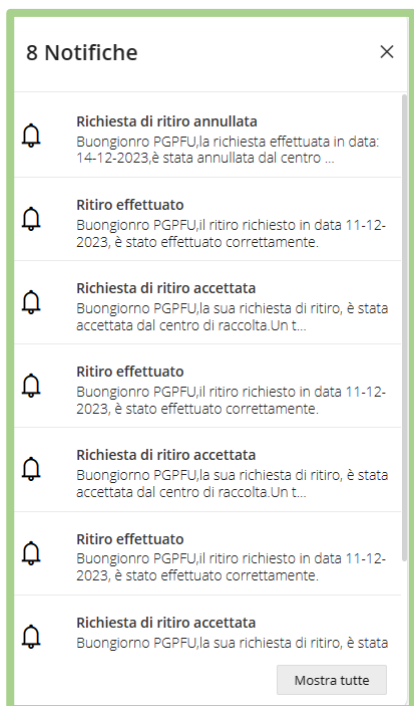 8 Notifiche
Richiesta di ritiro annullata
Buongionro PGPFU,la richiesta effettuata in data:
14-12-2023,è stata annullata dal centro ...
Ritiro effettuato
Buongionro PGPFU,il ritiro richiesto in data 11-12-
2023, è stato effettuato correttamente.
Richiesta di ritiro accettata
Buongiorno PGPFU,la sua richiesta di ritiro, è stata
accettata dal centro di raccolta.Un t...
Ritiro effettuato
Buongionro PGPFU,il ritiro richiesto in data 11-12-
2023, è stato effettuato correttamente.
Richiesta di ritiro accettata
Buongiorno PGPFU,la sua richiesta di ritiro, è stata
accettata dal centro di raccolta.Un t...
Ritiro effettuato
Buongionro PGPFU,il ritiro richiesto in data 11-12-
2023, è stato effettuato correttamente.
Richiesta di ritiro accettata
Buongiorno PGPFU,la sua richiesta di ritiro, è stata
Mostra tutte